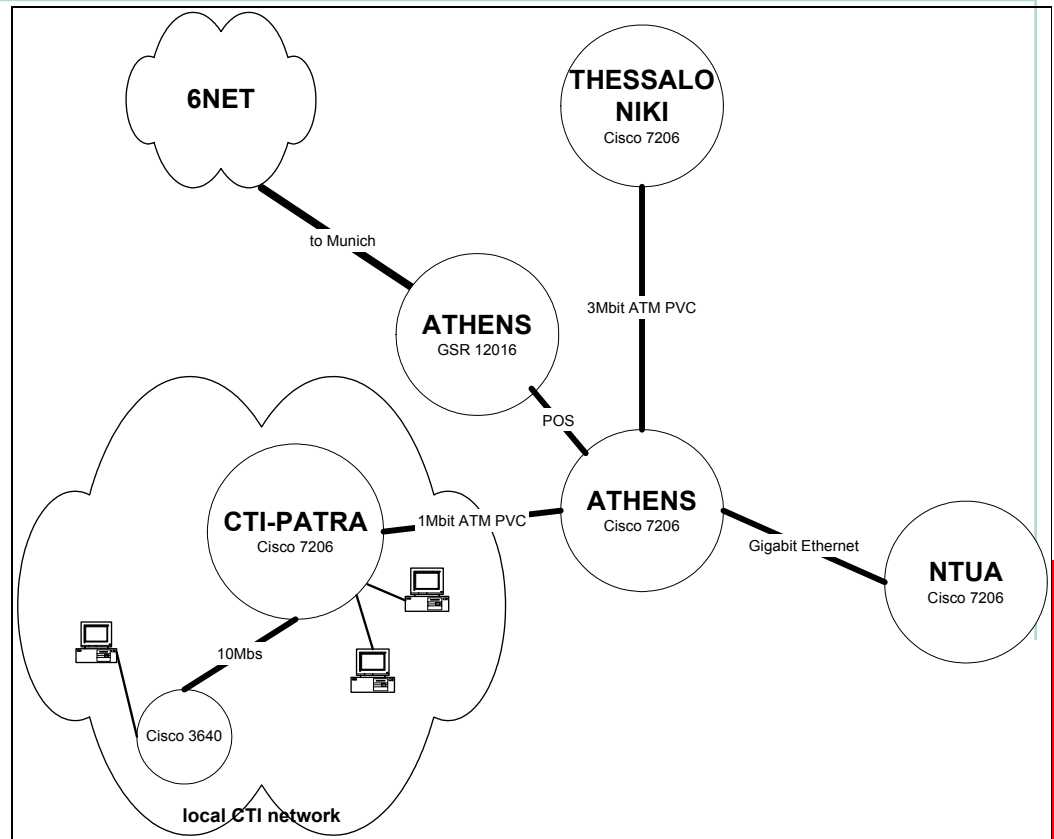 6NET
THESSALO
NIKI
Cisco 7206
to Munich
ATHENS
GSR 12016
3Mbit ATM PVC
POS
CTI-PATRA
Cisco 7206
1Mbit ATM PVC
ATHENS
Cisco 7206
Gigabit Ethernet
NTUA
Cisco 7206
10Mbs
Cisco 3640
local CTI network